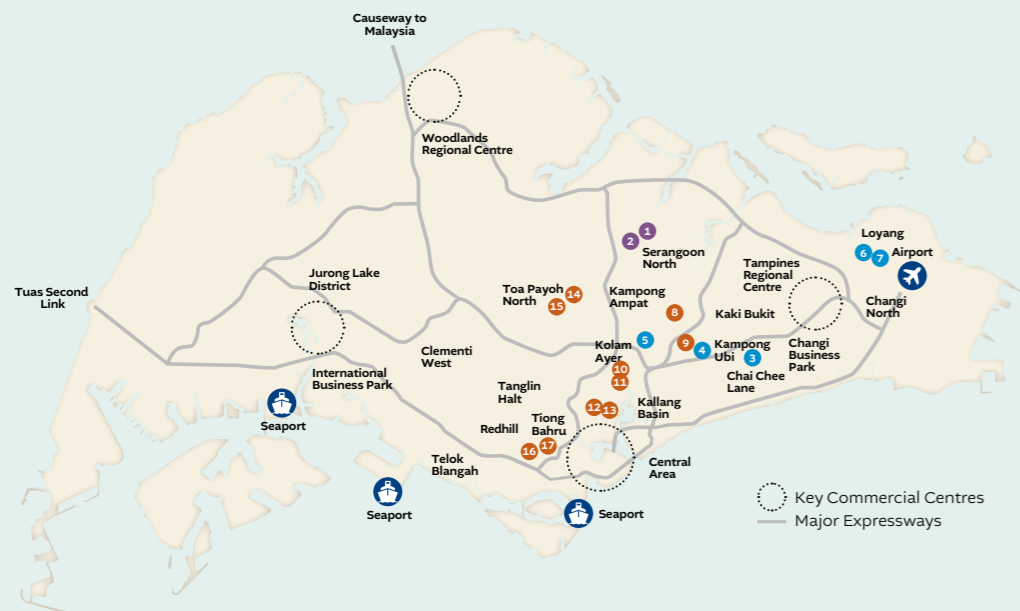 Causeway to
Malaysia
Woodlands
Regional Centre
Loyang
6
7
Airport
1
2
Serangoon
North
Tampines
Regional
Centre
Jurong Lake
District
Tuas Second
Link
Toa Payoh
North
14
15
Kampong
Ampat
8
Changi
North
Kaki Bukit
Kolam
Ayer
5
9
4
Kampong
Ubi
3
Changi
Business
Park
Clementi
West
International
Business Park
10
11
Chai Chee
Lane
Tanglin
Halt
12
13
Kallang
Basin
Seaport
Redhill
Tiong
Bahru
16
17
Telok
Blangah
Central
Area
Seaport
Seaport
Key Commercial Centres
Major Expressways